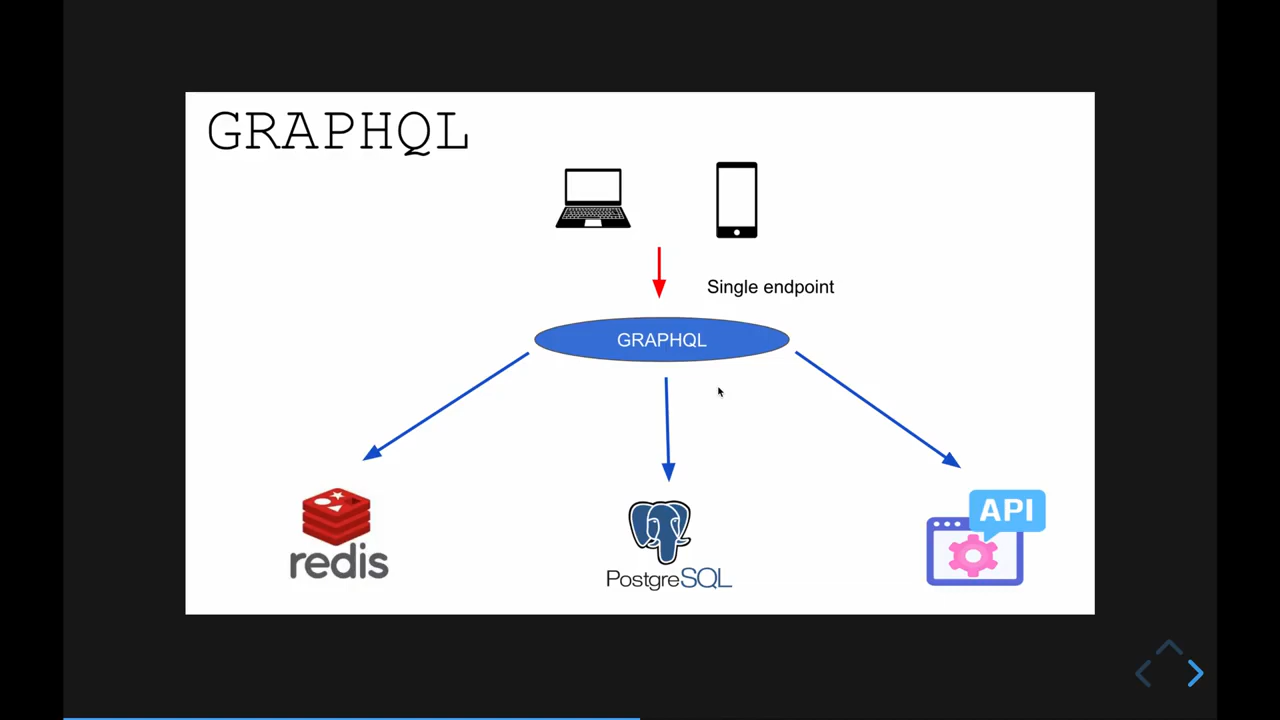 GRAPHQL
Single endpoint
GRAPHQL
redis
PostgreSQL
API